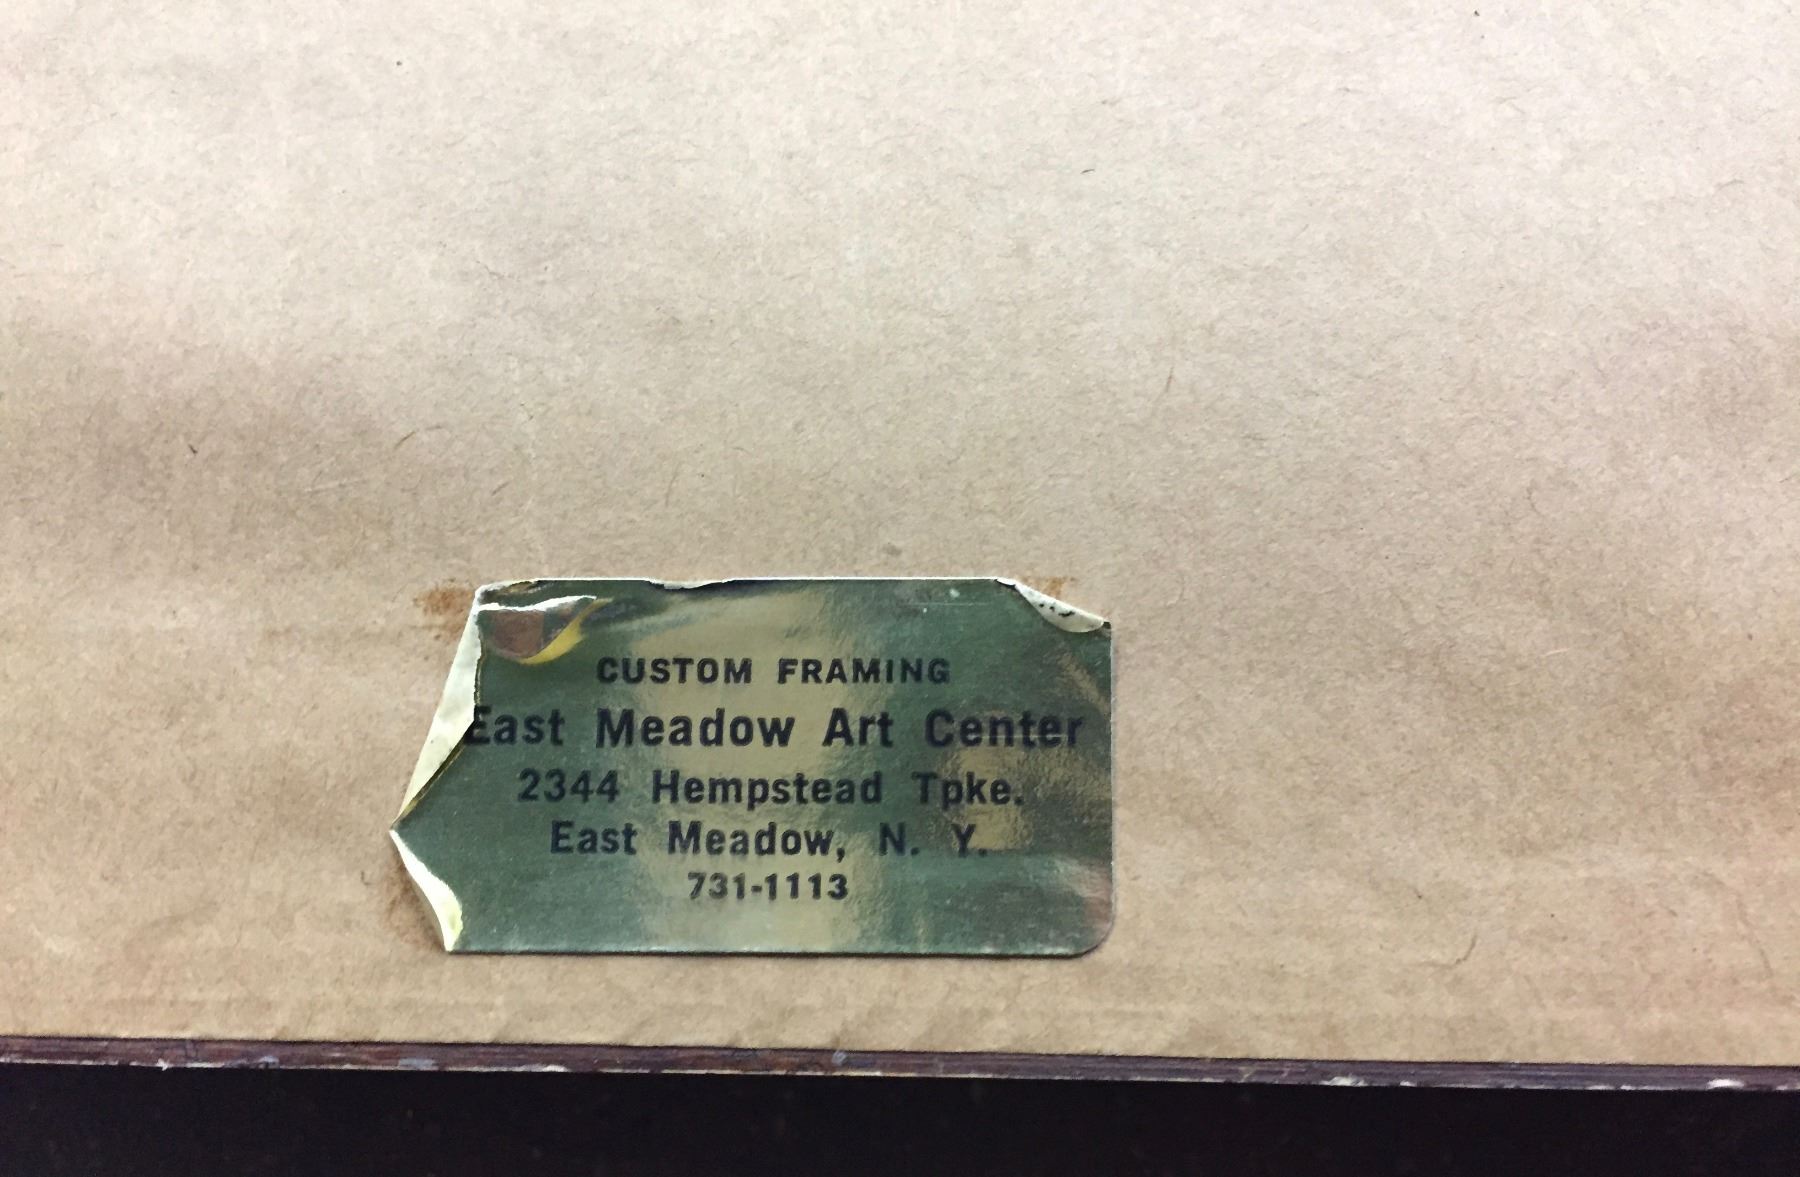 CUSTOM FRAMING
East Meadow Art Center
2344 Hempstead Tpke.
East Meadow, N. Y.
731-1113